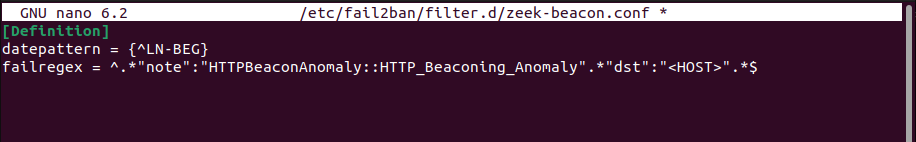 GNU nano 6.2 /etc/fail2ban/filter.d/zeek-beacon.conf *
[Definition]
datepattern = {^LN-BEG}
failregex = ^.*"note":"HTTPBeaconAnomaly::HTTP_Beaconing_Anomaly".*"dst":"<HOST>".*$